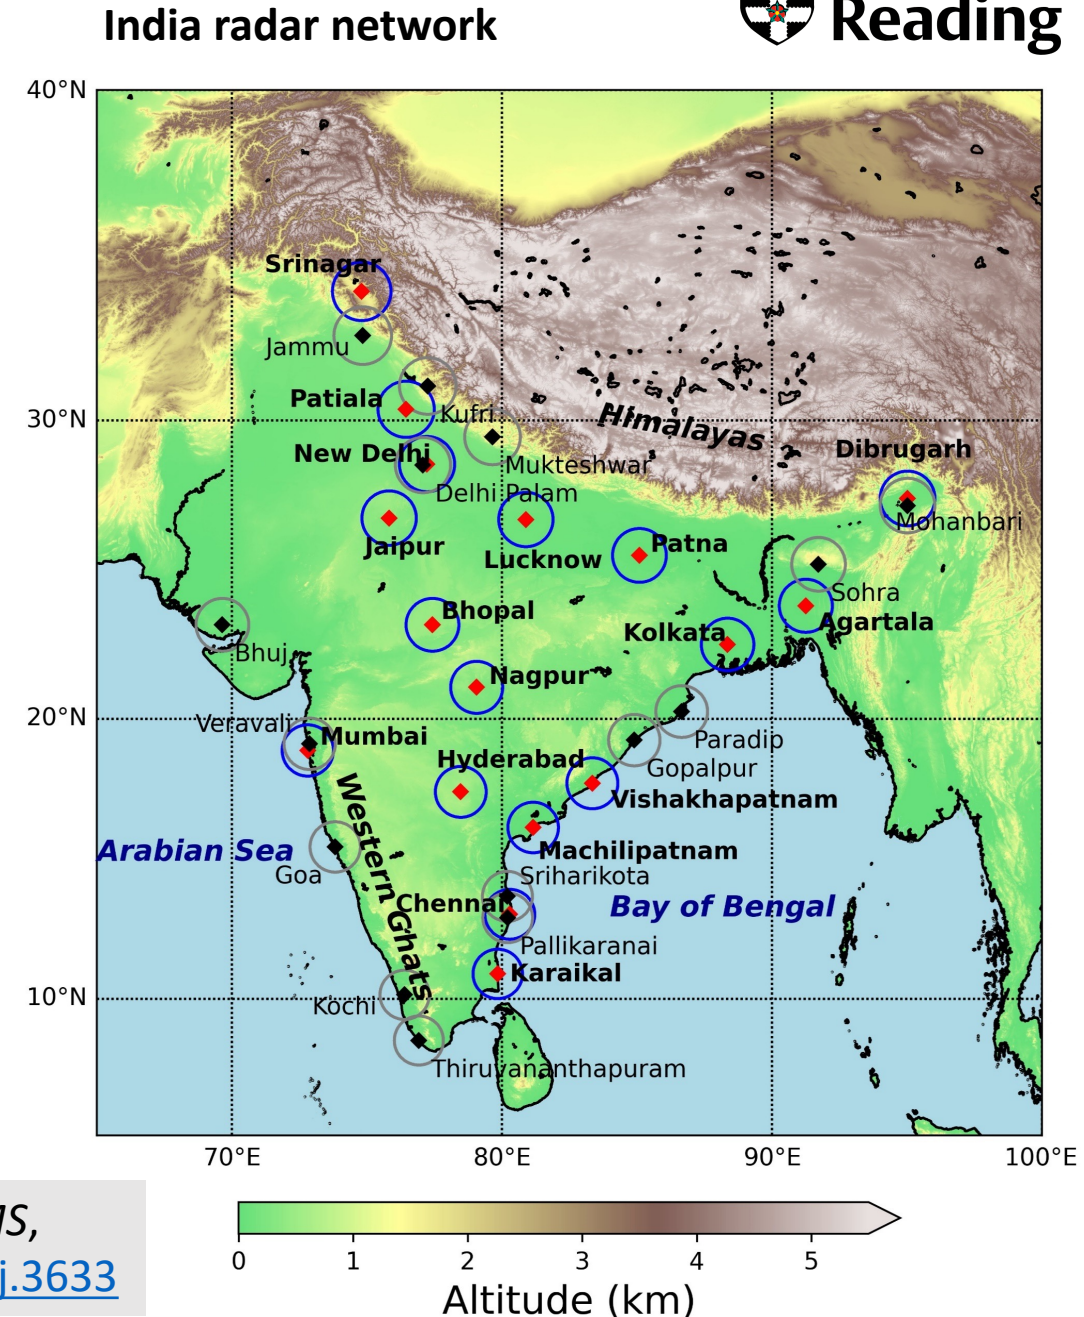 India radar network
Reading
40°N
Srinagar
Jammu
Patiala
30°N
Kufri
Himalayas
New Delhi
Mukteshwar
Dibrugarh
Delhi Palam
Mohanbari
Jaipur
Lucknow
Patna
Sohra
Bhopal
Agartala
Kolkata
Bhuj
Nagpur
20°N
Veravali
Mumbai
Paradip
Hyderabad
Gopalpur
Vishakhapatnam
Western Ghats
Arabian Sea
Machilipatnam
Goa
Sriharikota
Chennai
Bay of Bengal
Pallikaranai
Karaikal
10°N
Kochi
Thiruvananthapuram
70°E
80°E
90°E
100°E
j.3633
0
1
2
3
4
5
Altitude (km)